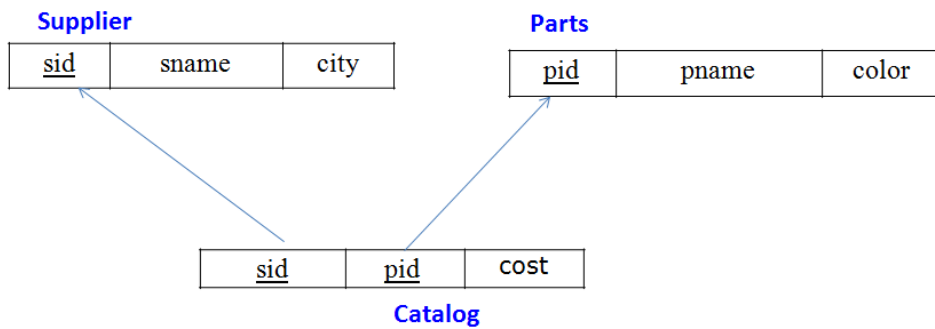 Supplier
Parts
sid sname city
pid pname color
sid pid cost
Catalog